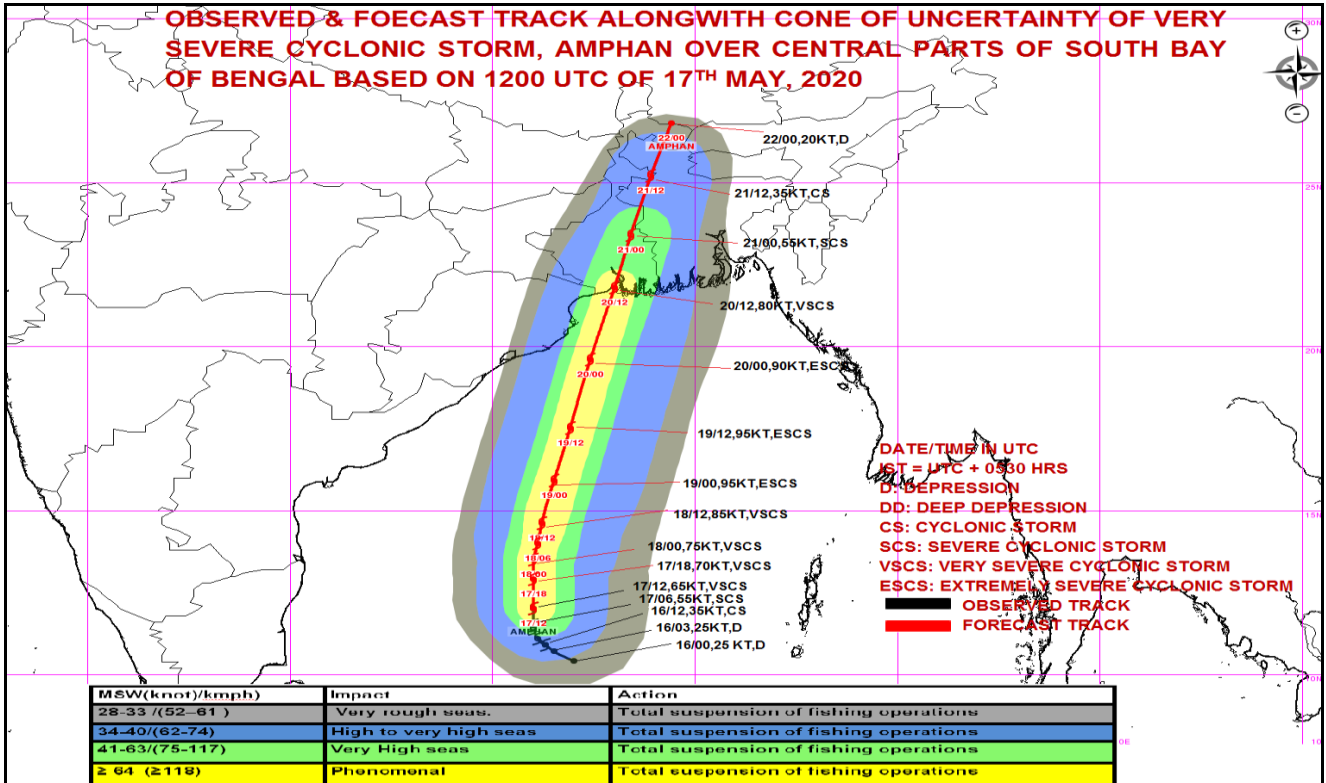 OBSERVED & FOECAST TRACK ALONGWITH CONE OF UNCERTAINTY OF VERY
SEVERE CYCLONIC STORM, AMPHAN OVER CENTRAL PARTS OF SOUTH BAY
OF BENGAL BASED ON 1200 UTC OF 17TH MAY, 2020
30N
22/00
AMPHAN
22/00,20KT,D
21/12
21/12,35KT,CS
25N
21/00
21/00,55KT,SCS
20/12
20/12,80KT,VSCS
20N
20/00
20/00,90KT,ESCS
19/12
19/12,95KT,ESCS
19/00
19/00,95KT,ESCS
18/12,85KT,VSCS
15N
18/12
18/06
18/00,75KT,VSCS
18/00
17/18,70KT,VSCS
17/18
17/12,65KT,VSCS
17/06,55KT,SCS
16/12,35KT,CS
17/12
AMPHAN
16/03,25KT,D
16/00,25 KT,D
DATE/TIME IN UTC
IST = UTC + 0530 HRS
D: DEPRESSION
DD: DEEP DEPRESSION
CS: CYCLONIC STORM
SCS: SEVERE CYCLONIC STORM
VSCS: VERY SEVERE CYCLONIC STORM
ESCS: EXTREMELY SEVERE CYCLONIC STORM
OBSERVED TRACK
FORECAST TRACK
10N
MSW(knot)/kmph) Impact Action
28-33 /(52–61 ) Very rough seas. Total suspension of fishing operations
34-40/(62-74) High to very high seas Total suspension of fishing operations
41-63/(75-117) Very High seas Total suspension of fishing operations
≥ 64 (≥118) Phenomenal Total suspension of fishing operations